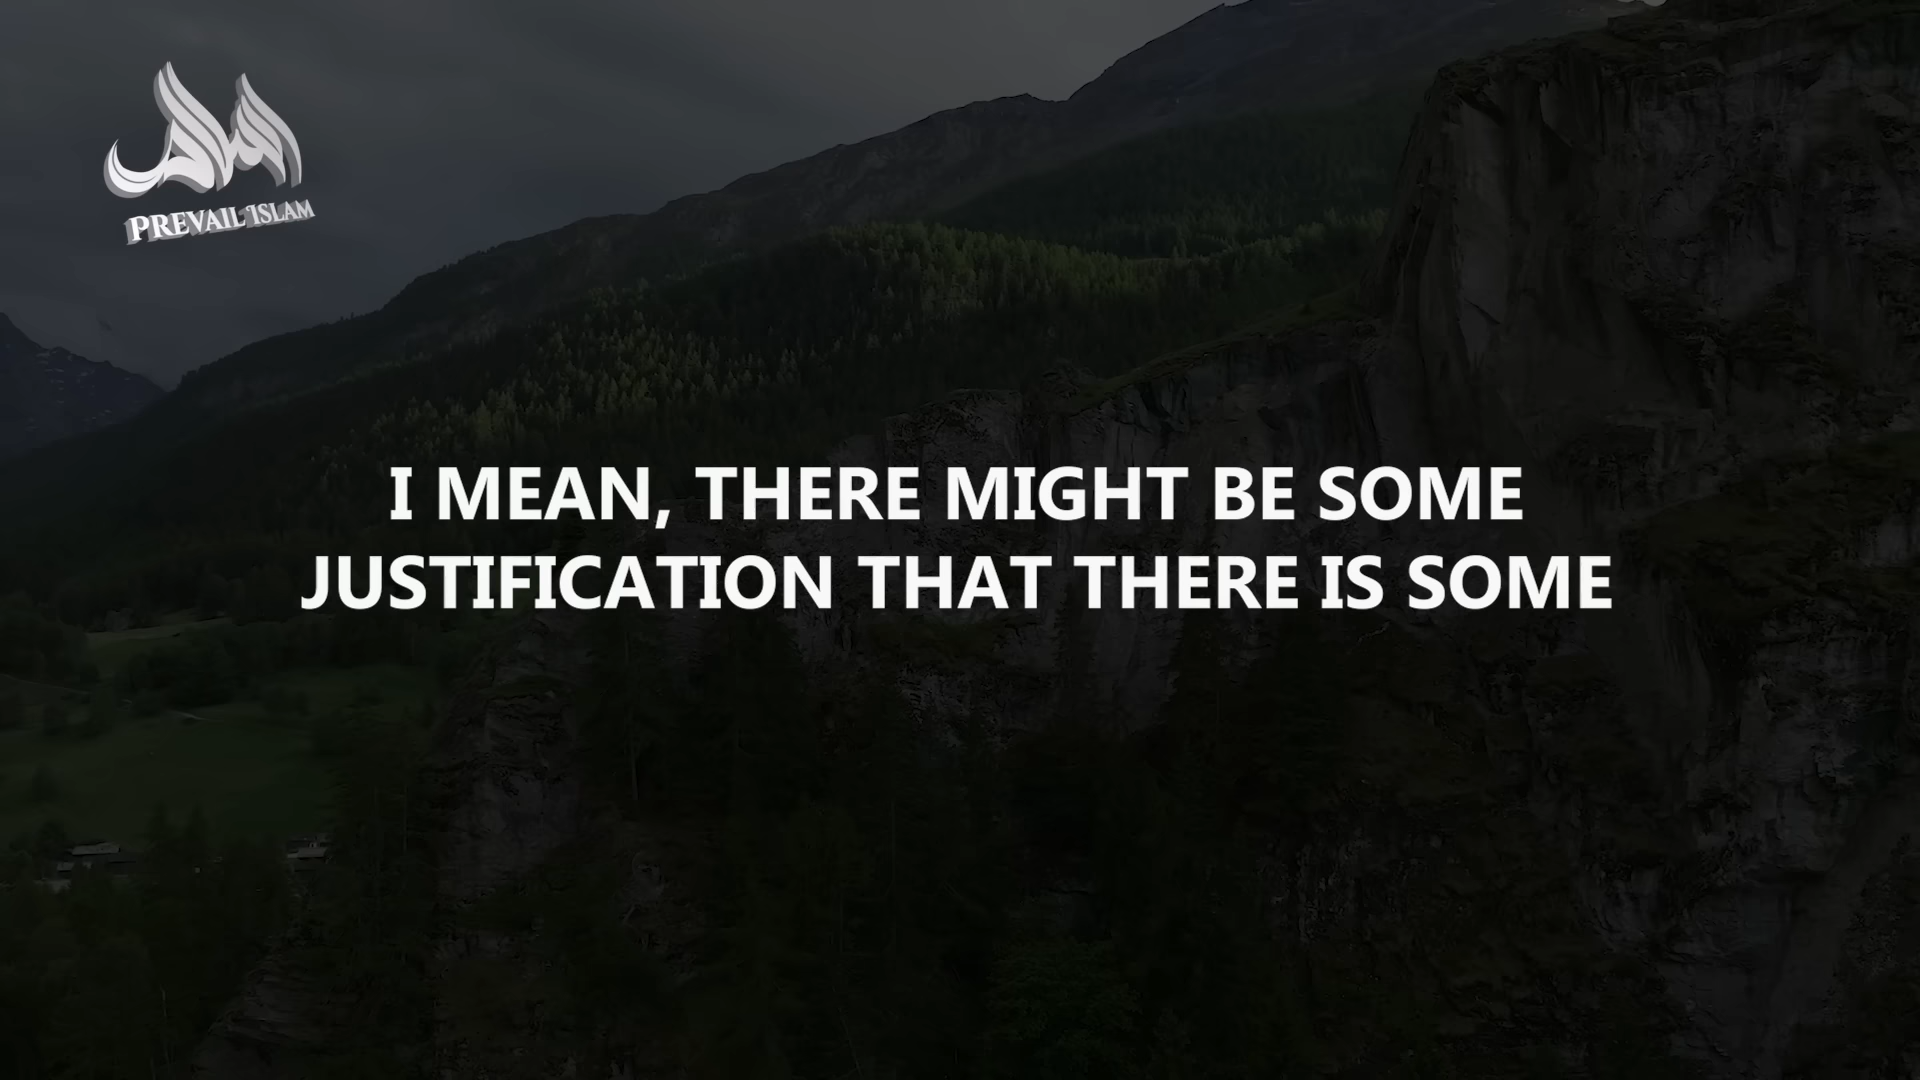 PREVAIL ISLAM
I MEAN, THERE MIGHT BE SOME
JUSTIFICATION THAT THERE IS SOME